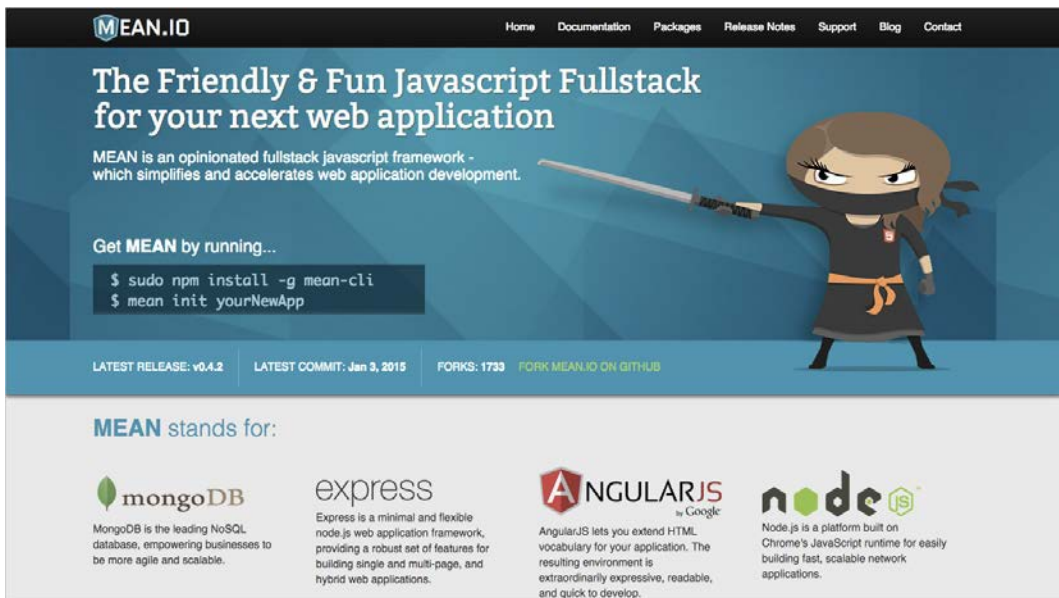 MEAN.IO
Home Documentation Packages Release Notes Support Blog Contact
The Friendly & Fun Javascript Fullstack
for your next web application
MEAN is an opinionated fullstack javascript framework -
which simplifies and accelerates web application development.
Get MEAN by running...
$ sudo npm install -g mean-cli
$ mean init yourNewApp
LATEST RELEASE: v0.4.2
LATEST COMMIT: Jan 3, 2015
FORKS: 1733
FORK MEAN.IO ON GITHUB
MEAN stands for:
mongoDB
MongoDB is the leading NoSQL
database, empowering businesses to
be more agile and scalable.
express
Express is a minimal and flexible
node.js web application framework,
providing a robust set of features for
building single and multi-page, and
hybrid web applications.
ANGULARJS
by Google
AngularJS lets you extend HTML
vocabulary for your application. The
resulting environment is
extraordinarily expressive, readable,
and quick to develop.
node JS
Node.js is a platform built on
Chrome's JavaScript runtime for easily
building fast, scalable network
applications.